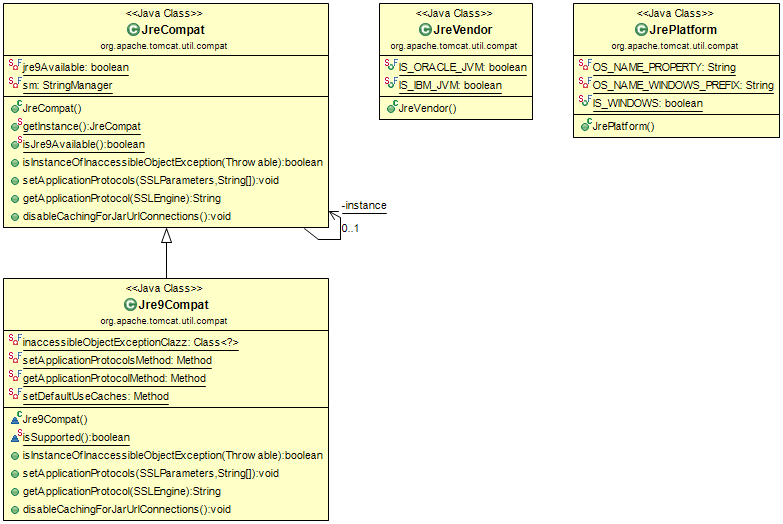 <<Java Class>>
JreCompat
org.apache.tomcat.util.compat
jre9Available: boolean
sm: StringManager
JreCompat()
getInstance():JreCompat
isJre9Available():boolean
isInstanceOfInaccessibleObjectException(Throwable):boolean
setApplicationProtocols(SSLParameters,String[]):void
getApplicationProtocol(SSLEngine):String
disableCachingForJarUrlConnections():void
-instance
0..1
<<Java Class>>
JreVendor
org.apache.tomcat.util.compat
IS_ORACLE_JVM: boolean
IS_IBM_JVM: boolean
JreVendor()
<<Java Class>>
JrePlatform
org.apache.tomcat.util.compat
OS_NAME_PROPERTY: String
OS_NAME_WINDOWS_PREFIX: String
IS_WINDOWS: boolean
JrePlatform()
<<Java Class>>
Jre9Compat
org.apache.tomcat.util.compat
inaccessibleObjectExceptionClazz: Class<?>
setApplicationProtocolsMethod: Method
getApplicationProtocolMethod: Method
setDefaultUseCaches: Method
Jre9Compat()
isSupported():boolean
isInstanceOfInaccessibleObjectException(Throwable):boolean
setApplicationProtocols(SSLParameters,String[]):void
getApplicationProtocol(SSLEngine):String
disableCachingForJarUrlConnections():void